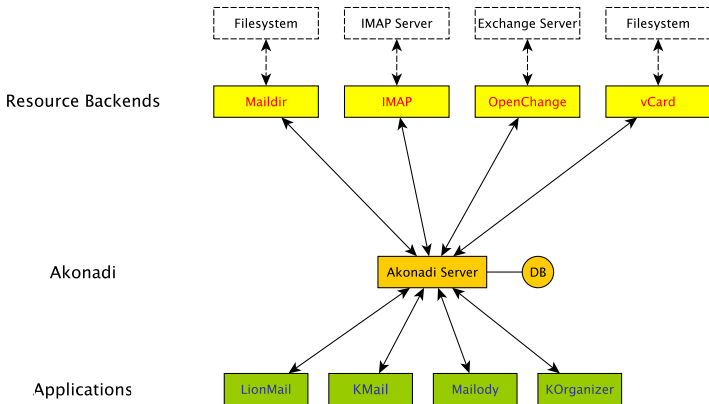 Filesystem
IMAP Server
Exchange Server
Filesystem
Resource Backends
Maildir
IMAP
OpenChange
vCard
Akonadi
Akonadi Server
DB
Applications
LionMail
KMail
Mailody
KOrganizer